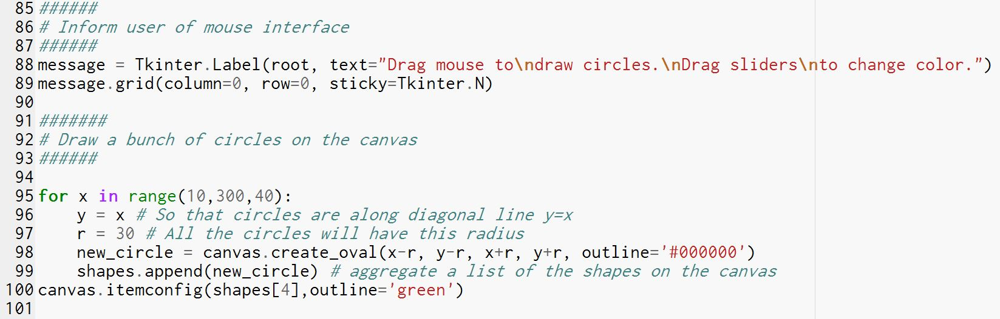 85 ######
86 # Inform user of mouse interface
87 ######
88 message = Tkinter.Label(root, text="Drag mouse to\ndraw circles.\nDrag sliders\nto change color.")
89 message.grid(column=0, row=0, sticky=Tkinter.N)
90
91 #######
92 # Draw a bunch of circles on the canvas
93 ######
94
95 for x in range(10,300,40):
96     y = x # So that circles are along diagonal line y=x
97     r = 30 # All the circles will have this radius
98     new_circle = canvas.create_oval(x-r, y-r, x+r, y+r, outline='#000000')
99     shapes.append(new_circle) # aggregate a list of the shapes on the canvas
100 canvas.itemconfig(shapes[4],outline='green')
101